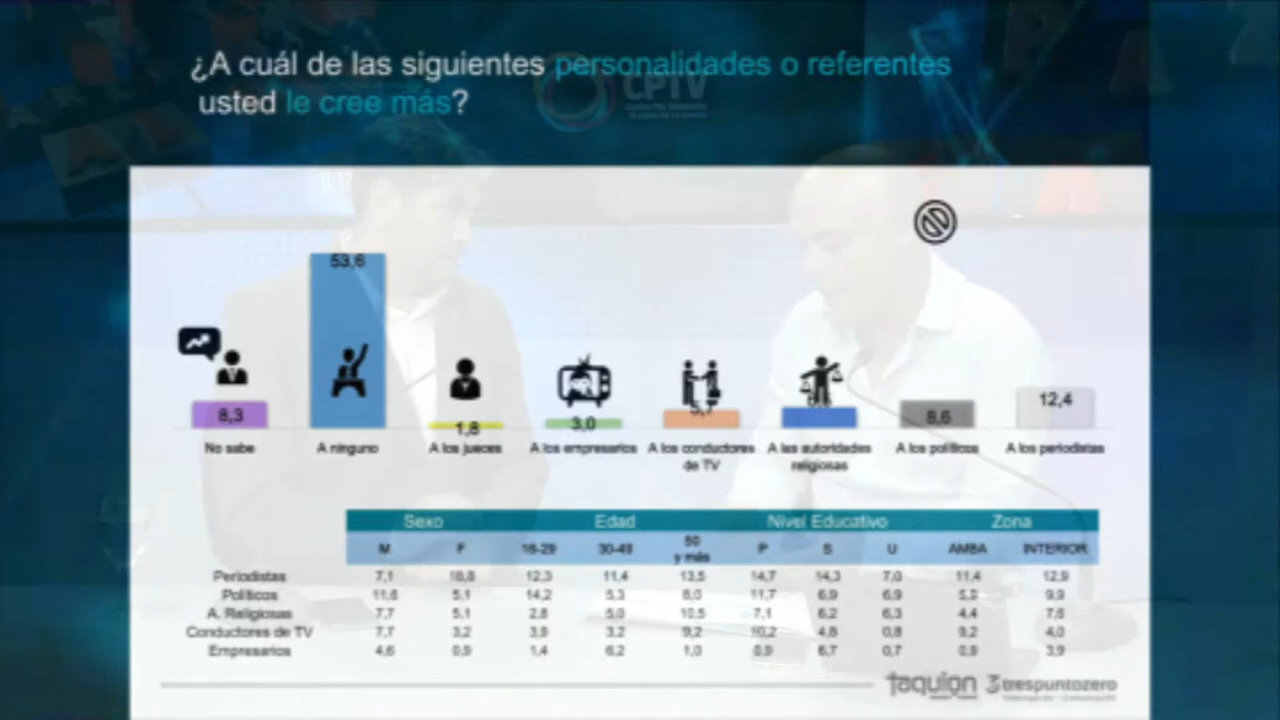 ¿A cuál de las siguientes personalidades o referentes
usted le cree más?
CPTV
53,6
8,3
1,8
3,0
5,7
8,6
12,4
No sabe
A ninguno
A los jueces
A los empresarios
A los conductores
de TV
A las autoridades
religiosas
A los políticos
A los periodistas
Sexo Edad Nivel Educativo Zona
M F 16-29 30-49 50 y más P S U AMBA INTERIOR
Periodistas 7,1 12,3 11,4 13,5 14,7 14,3 7,0 11,4 12,9
Políticos 11,6 5,1 14,2 5,3 8,0 11,7 6,9 6,9 9,9
A. Religiosas 7,7 5,1 2,8 5,0 10,5 7,1 6,2 6,3 4,4 7,6
Conductores de TV 7,7 3,2 3,9 3,2 9,2 10,2 4,8 0,8 9,2 4,0
Empresarios 4,6 0,9 1,4 6,2 1,0 0,9 6,7 0,7 0,9 3,9
taquion 3 trespuntozero